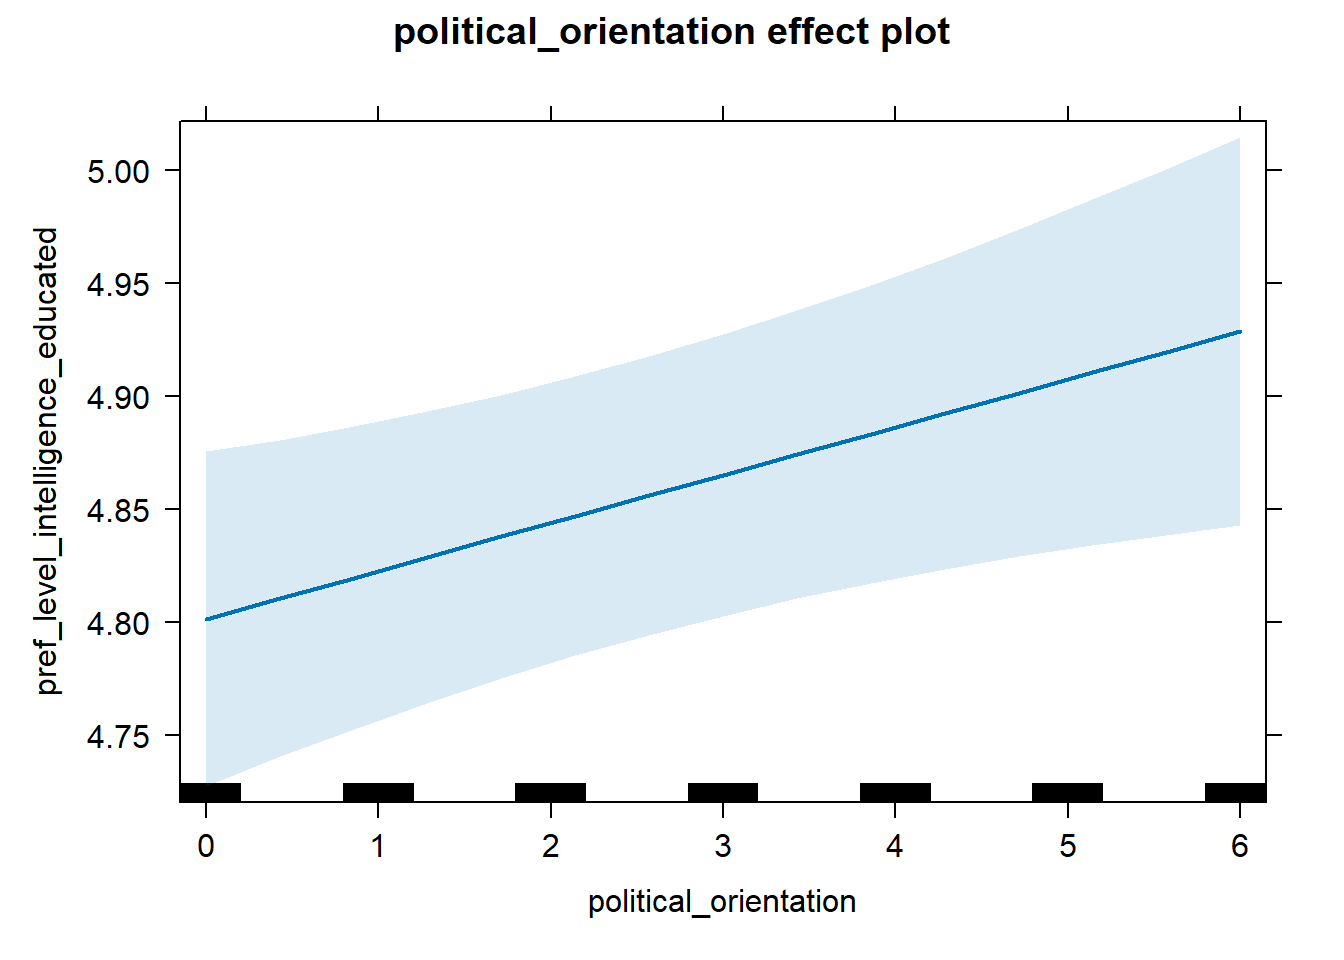 political_orientation effect plot
pref_level_intelligence_educated
5.00
4.95
4.90
4.85
4.80
4.75
0 1 2 3 4 5 6
political_orientation